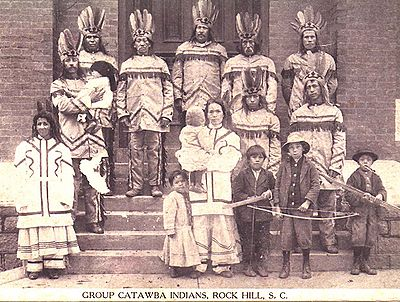 GROUP CATAWBA INDIANS, ROCK HILL, S. C.